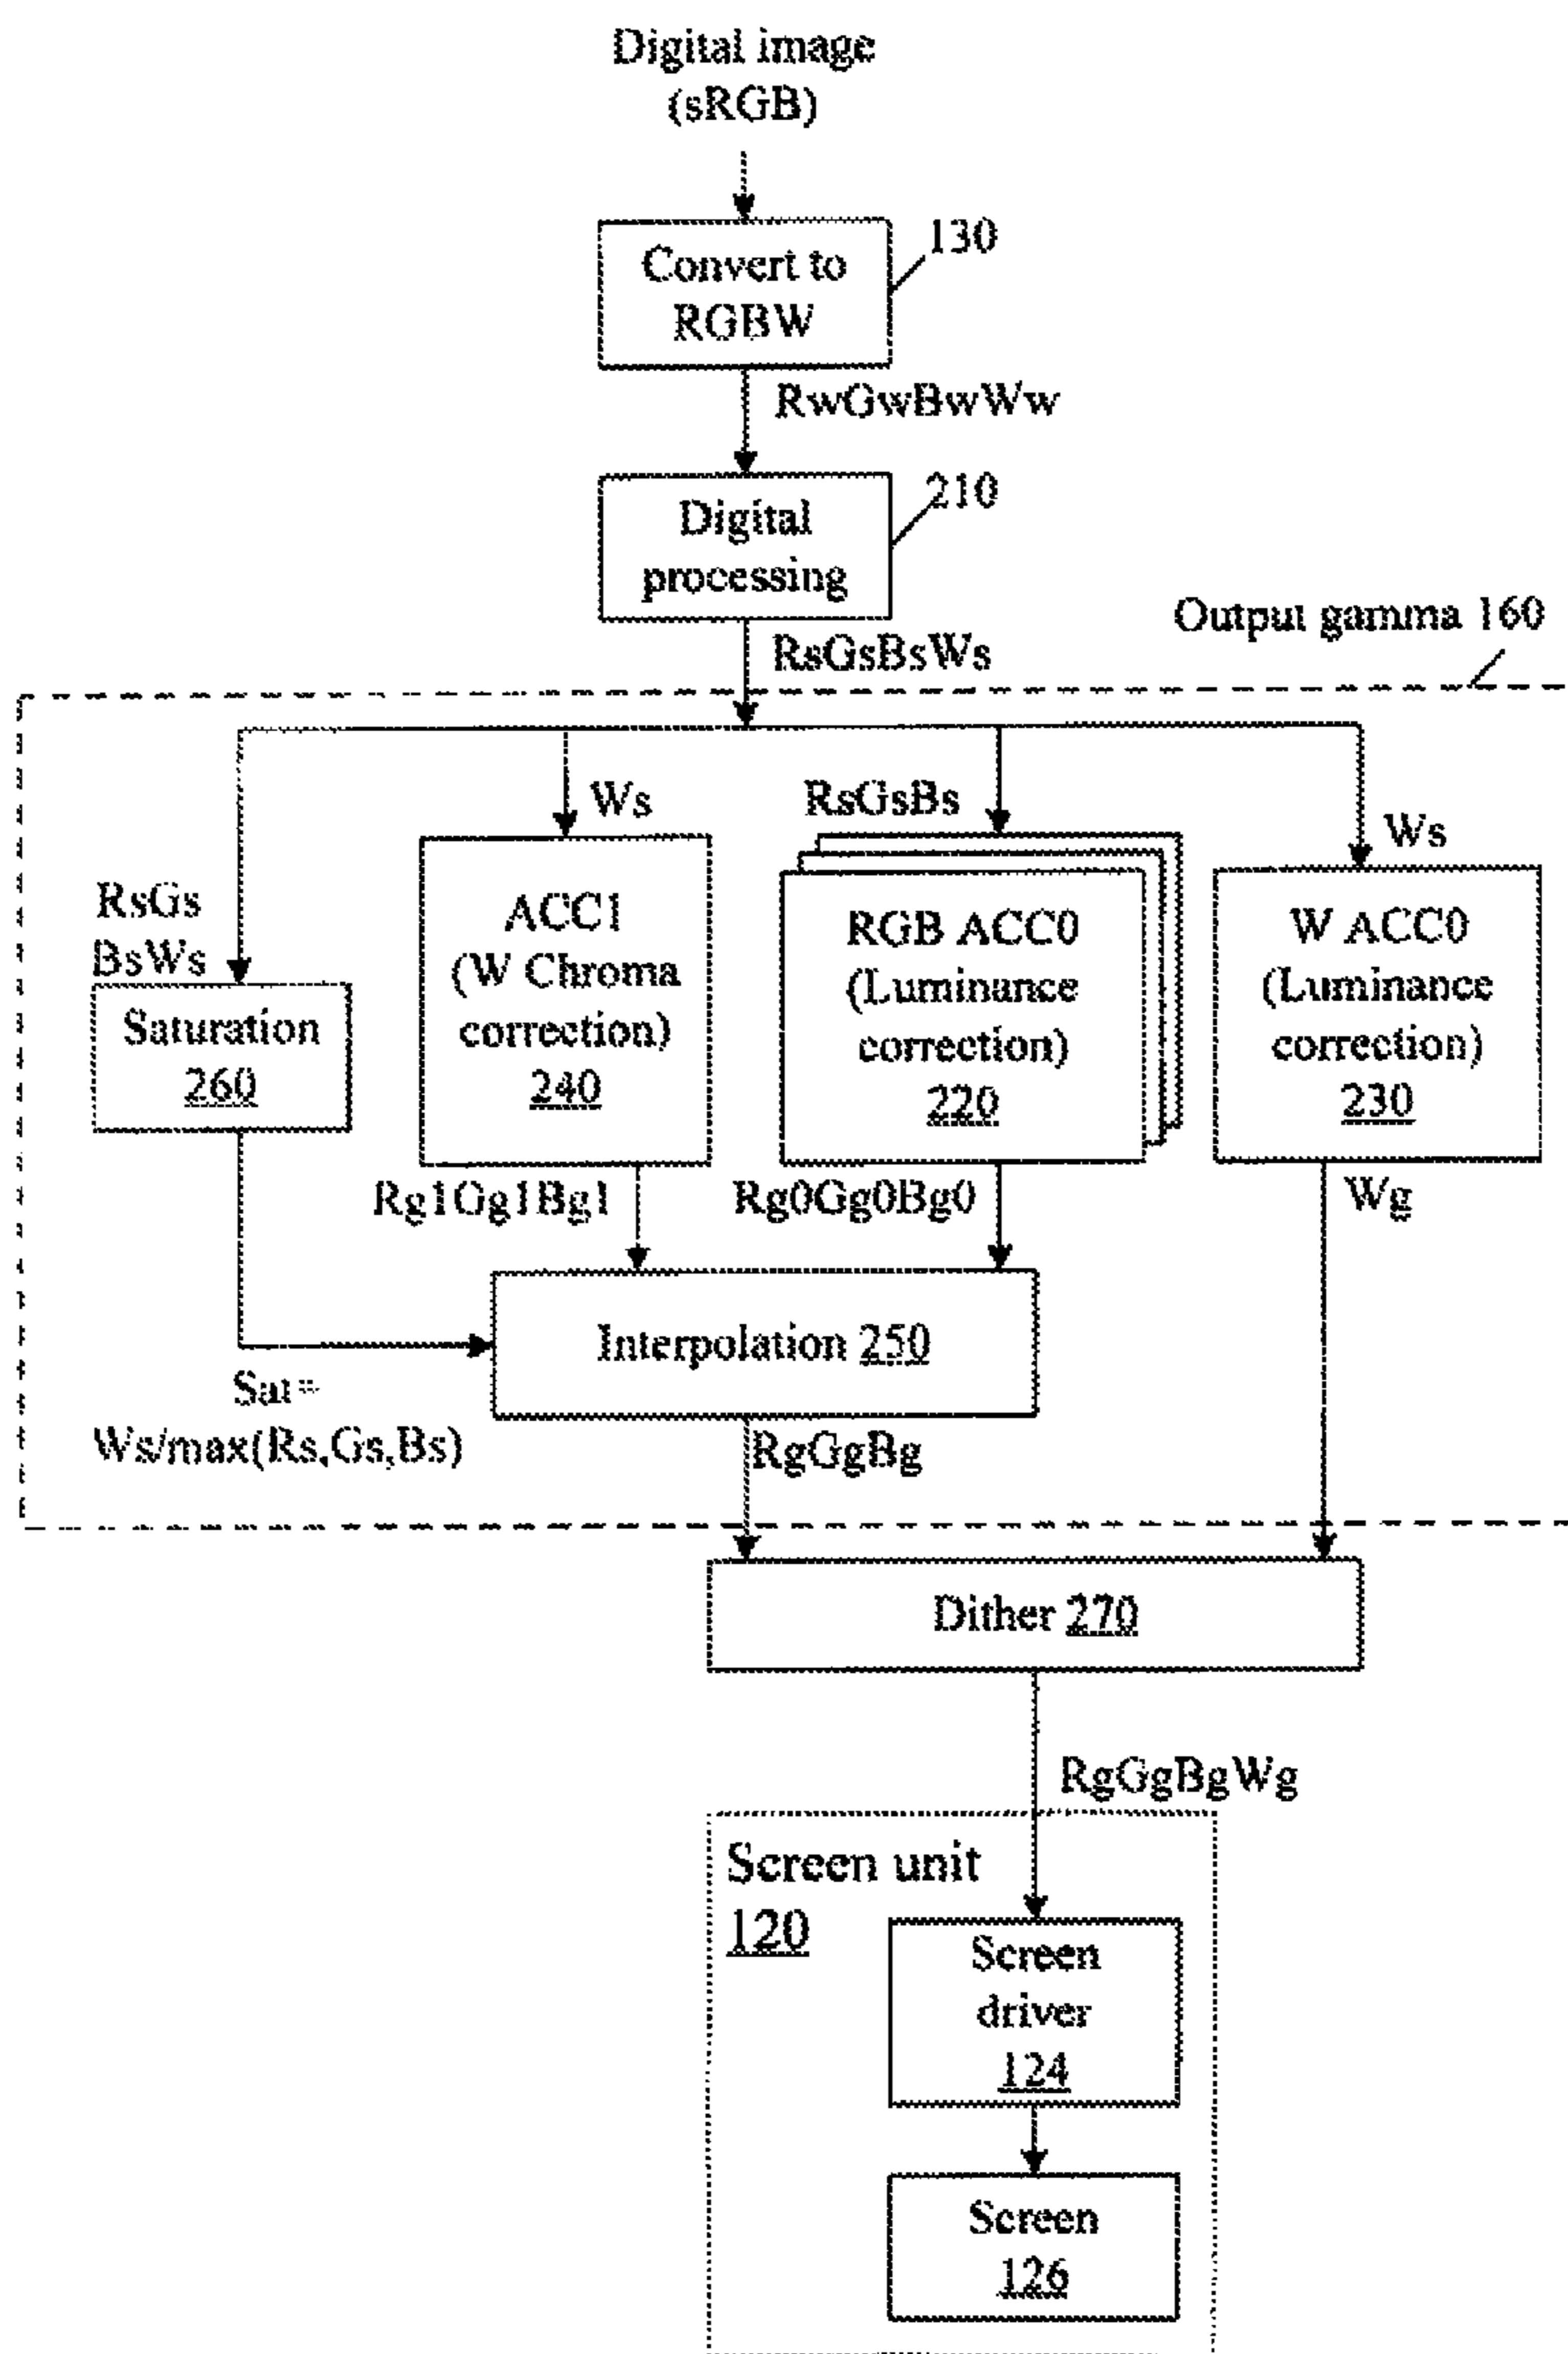 Digital image
(sRGB)
130
Convert to
RGBW
RwGwBwWw
210
Digital
processing
Output gamma 160
RsGsBsWs
Ws
RsGsBs
Ws
RsGs
BsWs
ACC1
(W Chroma
correction)
240
RGB ACC0
(Luminance
correction)
220
W ACC0
(Luminance
correction)
230
Saturation
260
Rg1Gg1Bg1
Rg0Gg0Bg0
Wg
Interpolation 250
Sat=
Ws/max(Rs,Gs,Bs)
RgGgBg
Dither 270
RgGgBgWg
Screen unit
120
Screen
driver
124
Screen
126